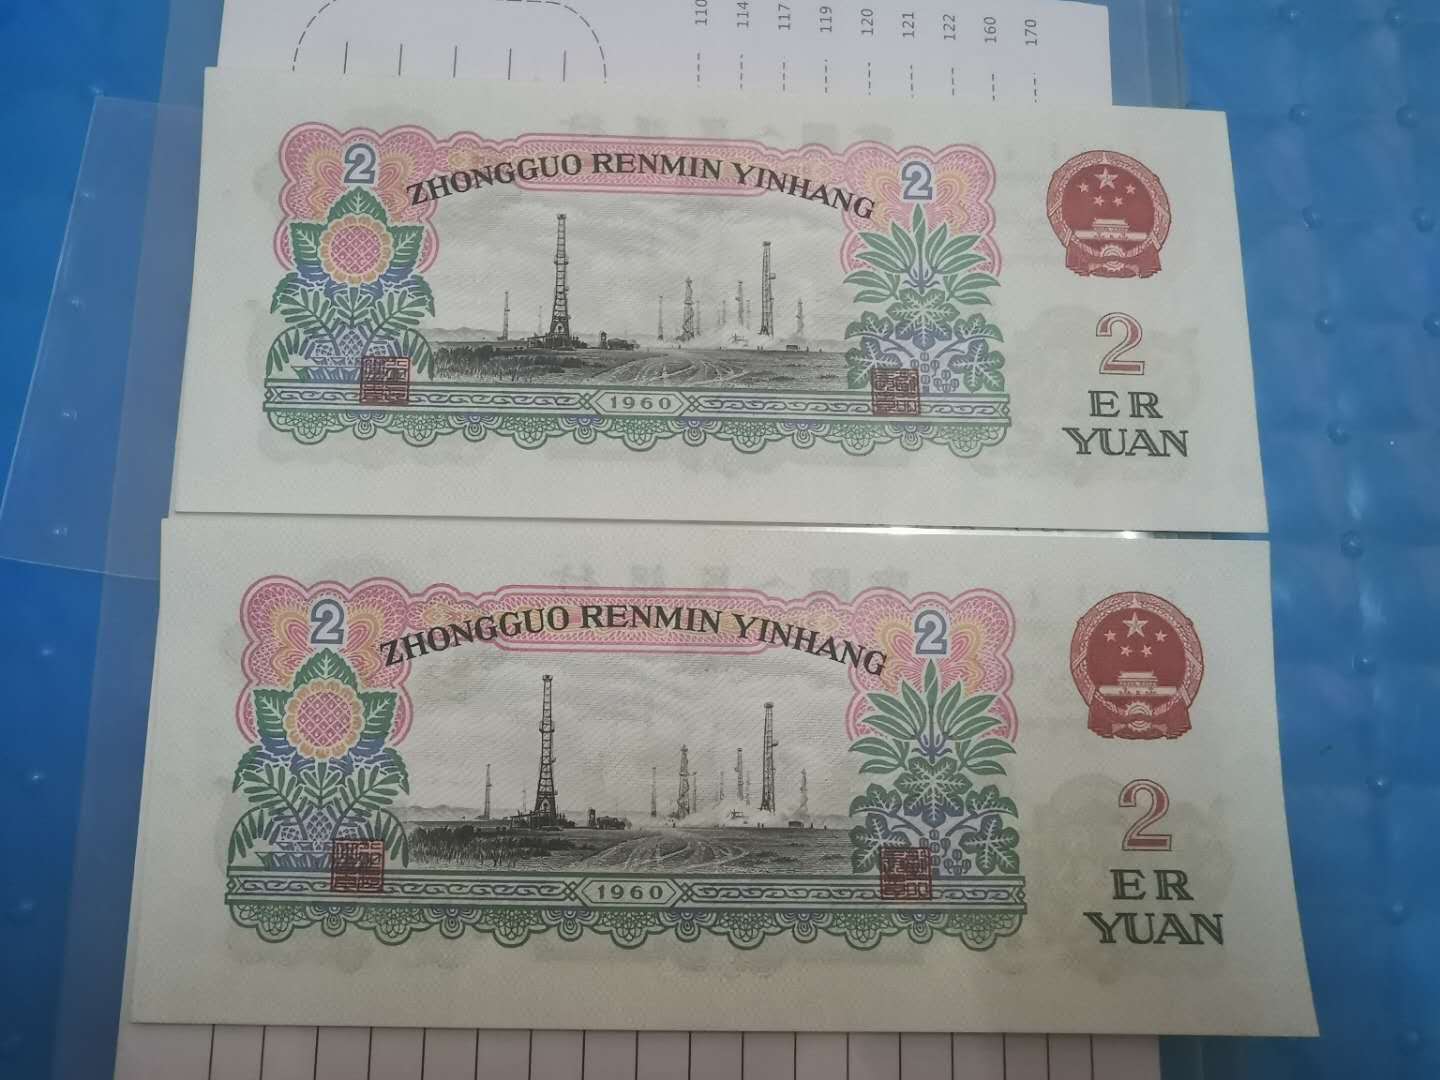 110
114
117
119
120
121
122
160
170
2
ZHONGGUO RENMIN YINHANG
2
2
ER
YUAN
1960
2
ZHONGGUO RENMIN YINHANG
2
2
ER
YUAN
1960